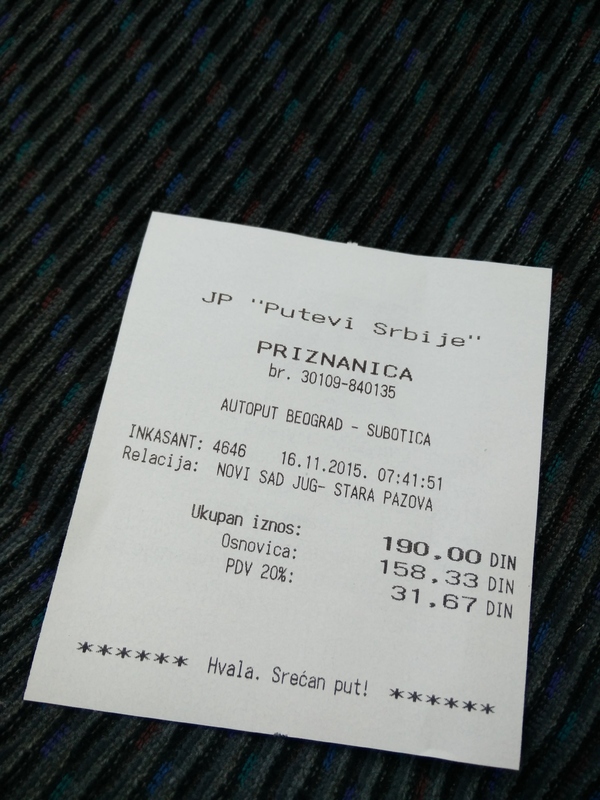 JP "Putevi Srbije"
PRIZNANICA
br. 30109-840135
AUTOPUT BEOGRAD - SUBOTICA
INKASANT: 4646 16.11.2015. 07:41:51
Relacija: NOVI SAD JUG- STARA PAZOVA
Ukupan iznos: 190.00 DIN
Osnovica: 158.33 DIN
PDV 20%: 31.67 DIN
****** Hvala. Srećan put! ******